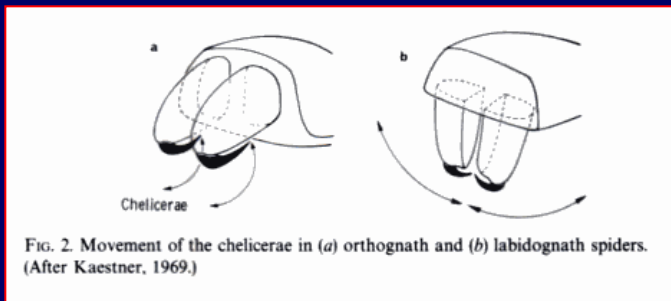 a
b
Chelicerae
FIG. 2. Movement of the chelicerae in (a) orthognath and (b) labidognath spiders.
(After Kaestner, 1969.)